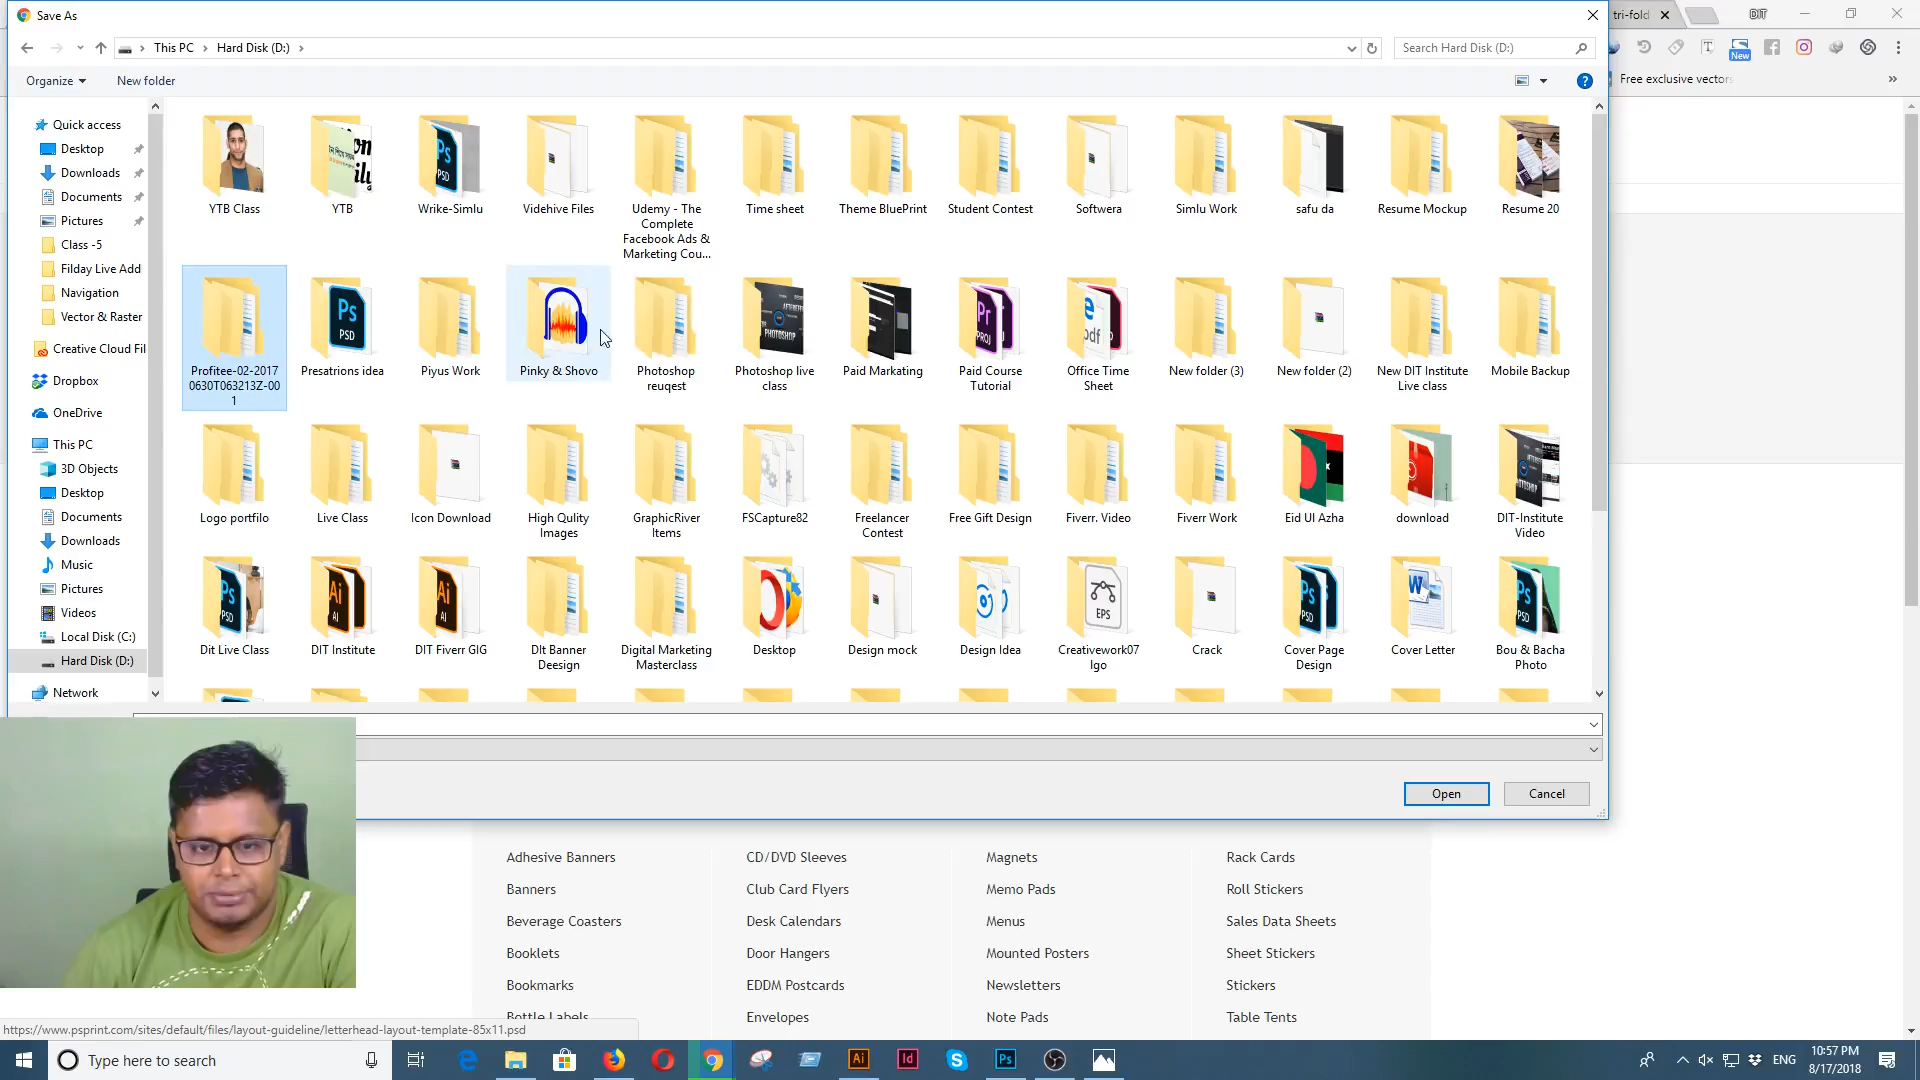 Save As
tri-fold
DIT
This PC
Hard Disk (D:)
Search Hard Disk (D:)
New
Organize
New folder
Free exclusive vectors
Quick access
Desktop
Downloads
Documents
Pictures
Class -5
Filday Live Add
Navigation
Vector & Raster
Creative Cloud Fil
Dropbox
OneDrive
This PC
3D Objects
Desktop
Documents
Downloads
Music
Pictures
Videos
Local Disk (C:)
Hard Disk (D:)
Network
YTB Class
YTB
Wrike-Simlu
Videhive Files
Udemy - The
Complete
Facebook Ads &
Marketing Cou...
Time sheet
Theme BluePrint
Student Contest
Softwera
Simlu Work
safu da
Resume Mockup
Resume 20
Profitee-02-2017
0630T063213Z-00
1
Presatrions idea
Piyus Work
Pinky & Shovo
Photoshop
reuqest
Photoshop live
class
Paid Marketing
Paid Course
Tutorial
Office Time
Sheet
New folder (3)
New folder (2)
New DIT Institute
Live class
Mobile Backup
Logo portfilo
Live Class
Icon Download
High Qulity
Images
GraphicRiver
Items
FSCapture82
Freelancer
Contest
Free Gift Design
Fiverr. Video
Fiverr Work
Eid Ul Azha
download
DIT-Institute
Video
Dit Live Class
DIT Institute
DIT Fiverr GIG
DIt Banner
Deesign
Digital Marketing
Masterclass
Desktop
Design mock
Design Idea
Creativework07
lgo
Crack
Cover Page
Design
Cover Letter
Bou & Bacha
Photo
Open
Cancel
Adhesive Banners
CD/DVD Sleeves
Magnets
Rack Cards
Banners
Club Card Flyers
Memo Pads
Roll Stickers
Beverage Coasters
Desk Calendars
Menus
Sales Data Sheets
Booklets
Door Hangers
Mounted Posters
Sheet Stickers
Bookmarks
EDDM Postcards
Newsletters
Stickers
Bottle Labels
Envelopes
Note Pads
Table Tents
https://www.psprint.com/sites/default/files/layout-guideline/letterhead-layout-template-85x11.psd
Type here to search
ENG
10:57 PM
8/17/2018